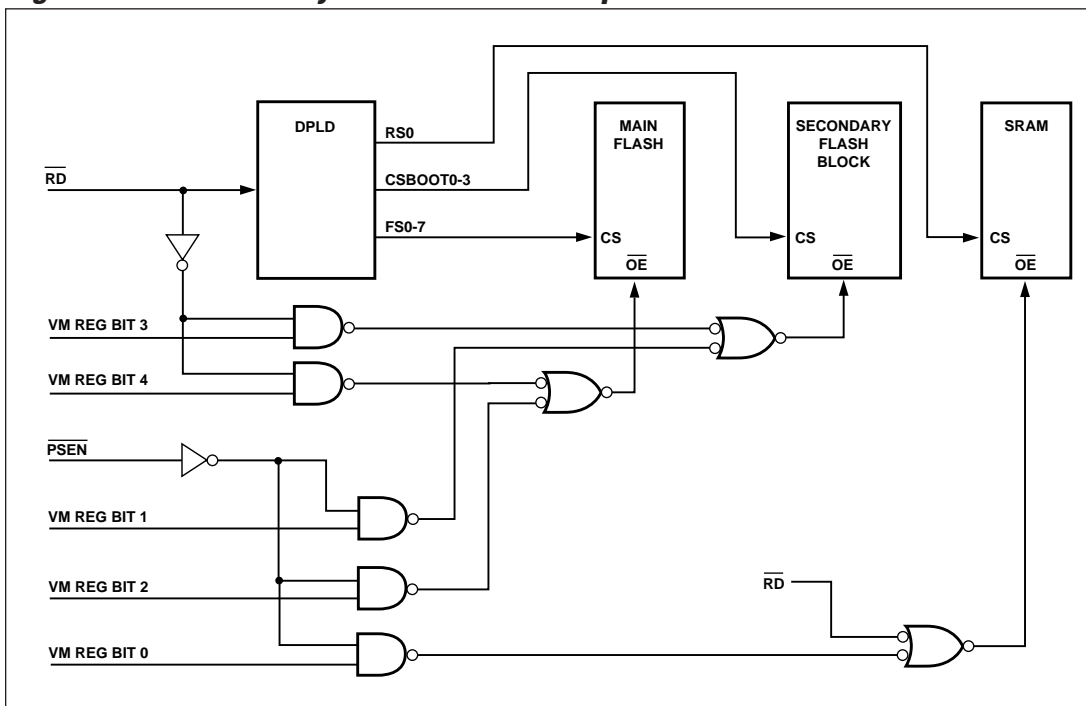 DPLD
RS0
CSBOOT0-3
FS0-7
MAIN
FLASH
CS
OE
SECONDARY
FLASH
BLOCK
CS
OE
SRAM
CS
OE
RD
VM REG BIT 3
VM REG BIT 4
PSEN
VM REG BIT 1
VM REG BIT 2
VM REG BIT 0
RD